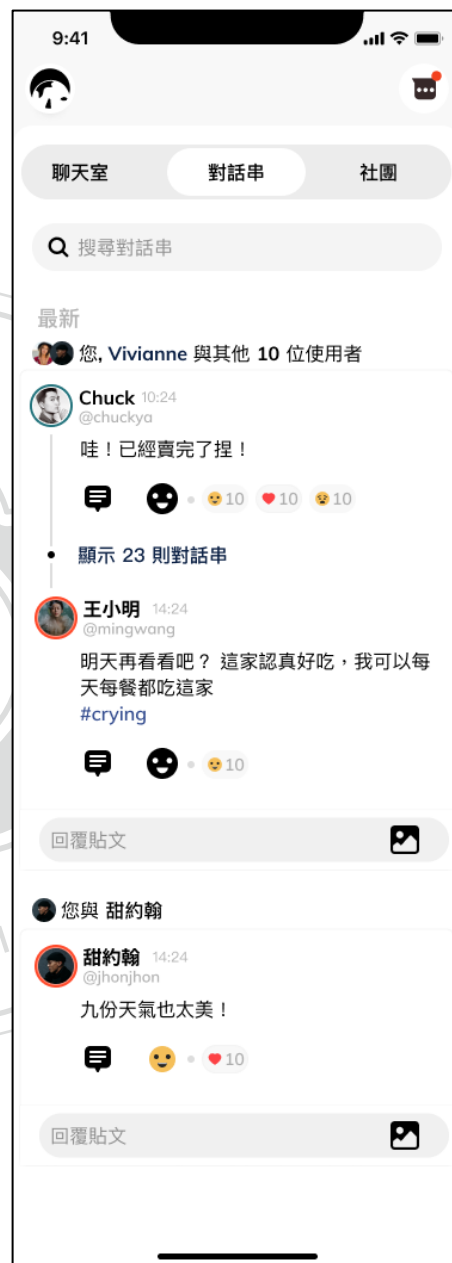 9:41
聊天室 對話串 社團
搜尋對話串
最新
您, Vivianne 與其他 10 位使用者
Chuck 10:24
@chuckya
哇！已經賣完了捏！
10 10 10
顯示 23 則對話串
王小明 14:24
@mingwang
明天再看看吧？ 這家認真好吃，我可以每
天每餐都吃這家
#crying
10
回覆貼文
您與 甜約翰
甜約翰 14:24
@jhonjhon
九份天氣也太美！
10
回覆貼文